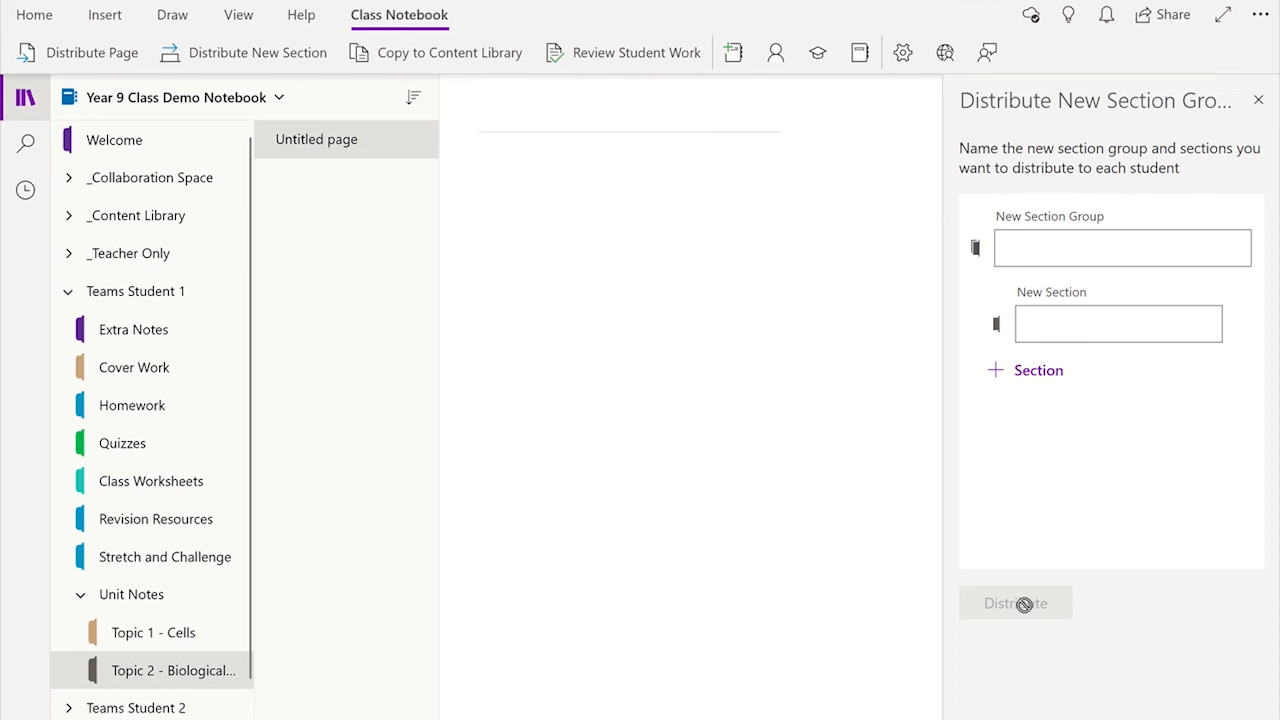 Home Insert Draw View Help Class Notebook Share
Distribute Page Distribute New Section Copy to Content Library Review Student Work
Year 9 Class Demo Notebook
Welcome
_Collaboration Space
_Content Library
_Teacher Only
Teams Student 1
Extra Notes
Cover Work
Homework
Quizzes
Class Worksheets
Revision Resources
Stretch and Challenge
Unit Notes
Topic 1 - Cells
Topic 2 - Biological...
Teams Student 2
Untitled page
Distribute New Section Gro...
Name the new section group and sections you
want to distribute to each student
New Section Group
New Section
Section
Distribute